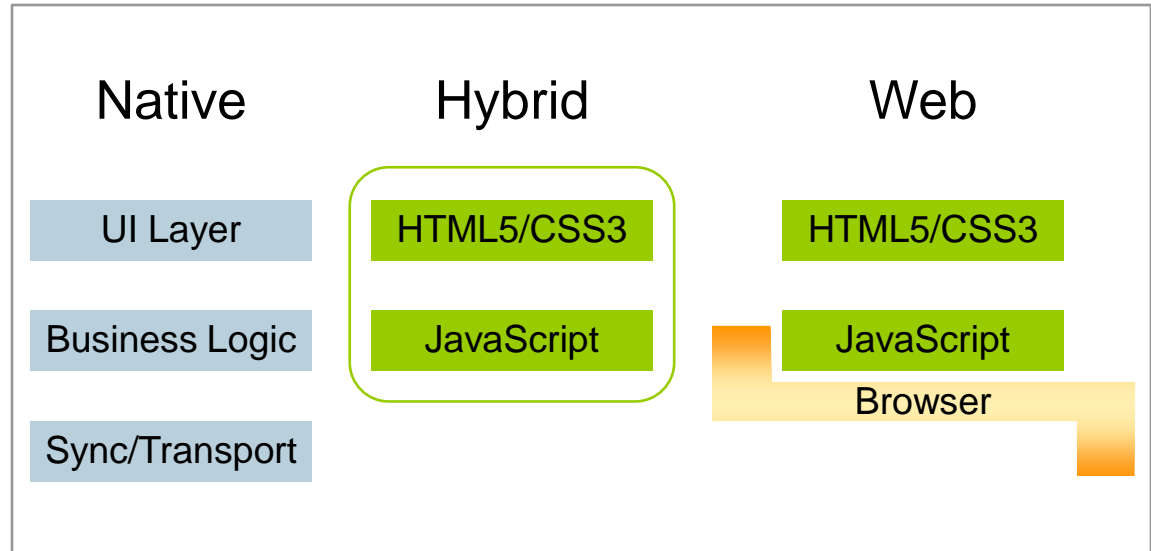 Native Hybrid Web
UI Layer HTML5/CSS3 HTML5/CSS3
Business Logic JavaScript JavaScript
Browser
Sync/Transport